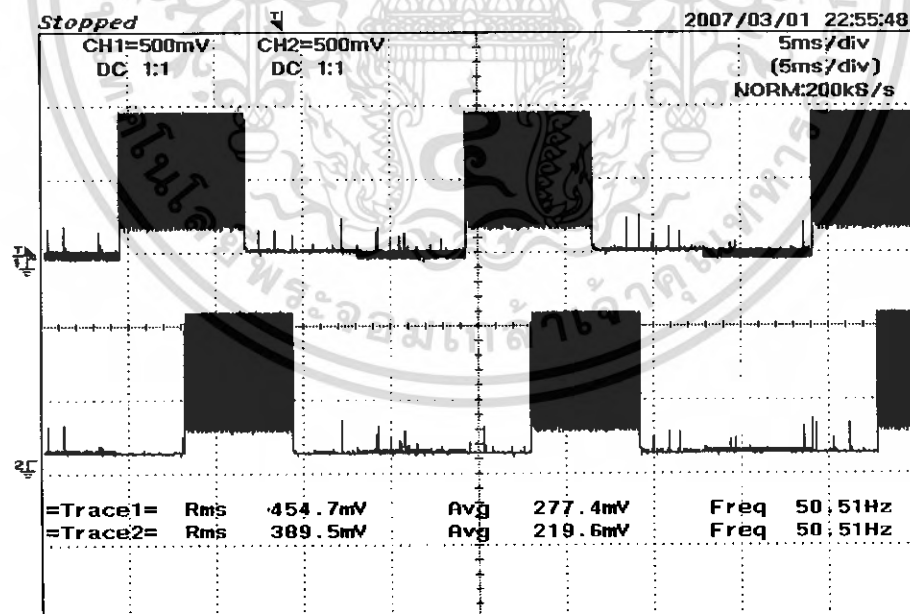 Stopped
2007/03/01 22:55:48
CH1=500mV
DC 1:1
CH2=500mV
DC 1:1
5ms/div
(5ms/div)
NORM:200kS/s
=Trace1= Rms 454.7mV Avg 277.4mV Freq 50.51Hz
=Trace2= Rms 389.5mV Avg 219.6mV Freq 50.51Hz